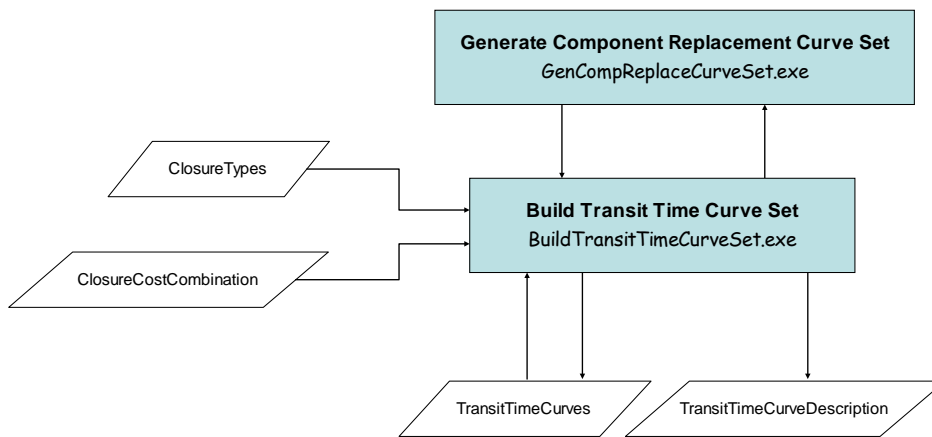 Generate Component Replacement Curve Set
GenCompReplaceCurveSet.exe
ClosureTypes
Build Transit Time Curve Set
BuildTransitTimeCurveSet.exe
ClosureCostCombination
TransitTimeCurves
TransitTimeCurveDescription